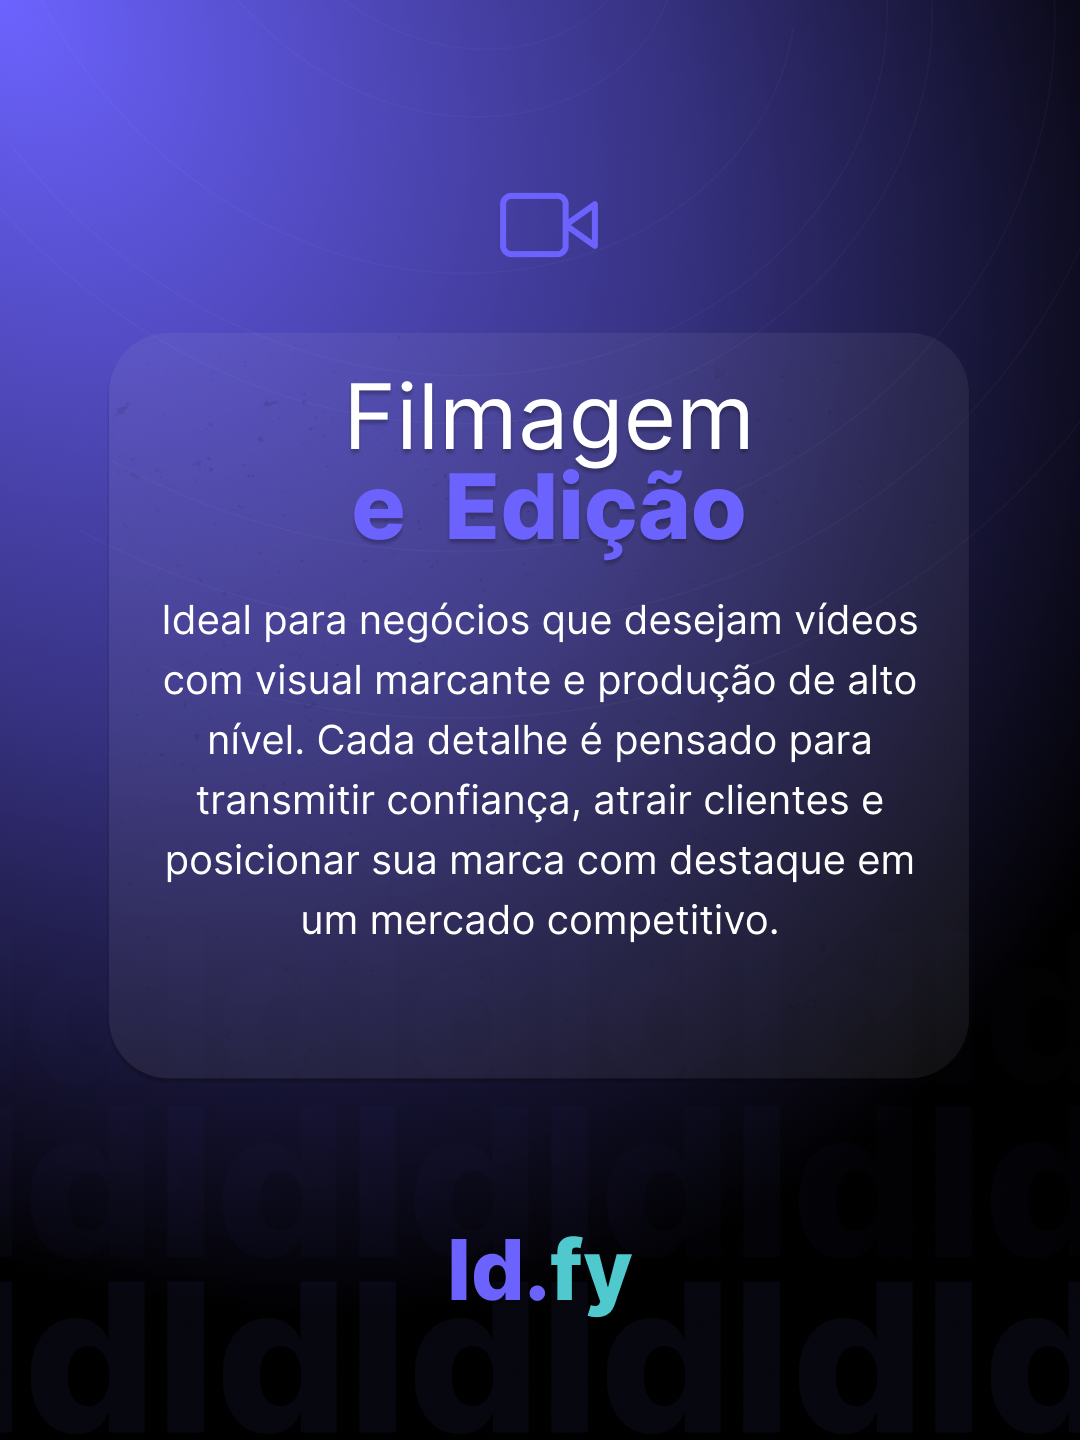 Filmagem
e Edição
Ideal para negócios que desejam vídeos
com visual marcante e produção de alto
nível. Cada detalhe é pensado para
transmitir confiança, atrair clientes e
posicionar sua marca com destaque em
um mercado competitivo.
Id.fy